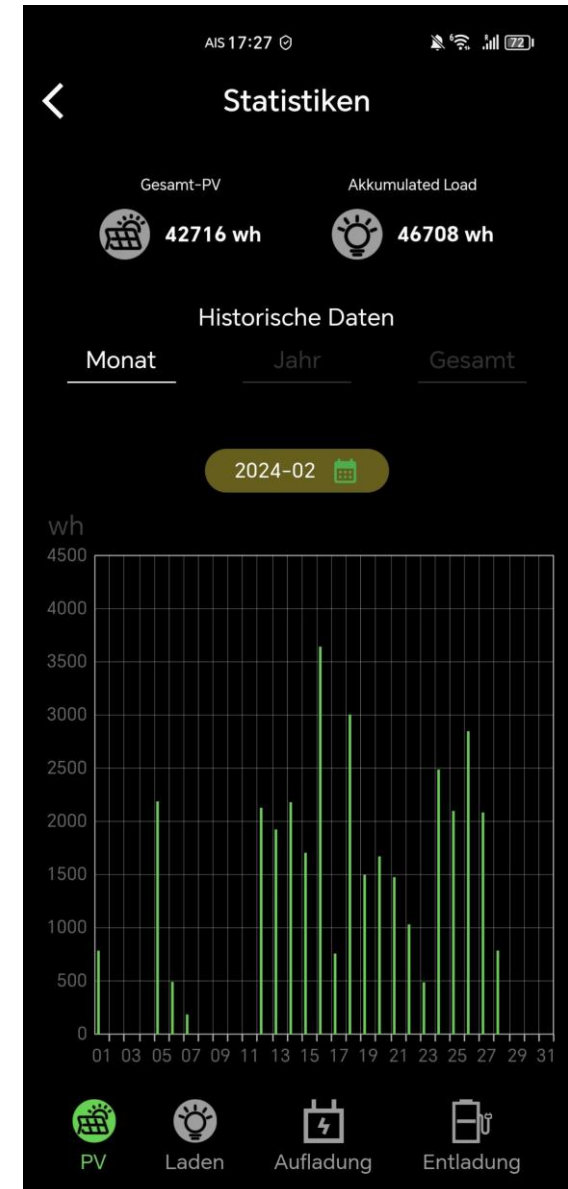 AIS 17:27 6 72
Statistiken
Gesamt-PV Akkumulated Load
42716 wh 46708 wh
Historische Daten
Monat Jahr Gesamt
2024-02
wh
4500
4000
3500
3000
2500
2000
1500
1000
500
0
01 03 05 07 09 11 13 15 17 19 21 23 25 27 29 31
PV Laden Aufladung Entladung